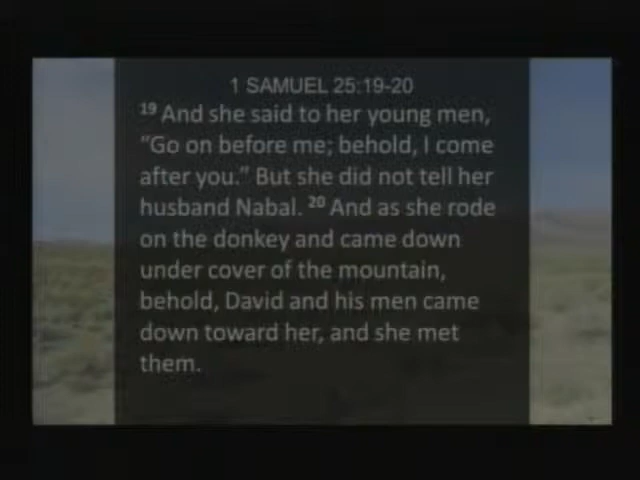 1 SAMUEL 25:19-20
19 And she said to her young men,
“Go on before me; behold, I come
after you.” But she did not tell her
husband Nabal. 20 And as she rode
on the donkey and came down
under cover of the mountain,
behold, David and his men came
down toward her, and she met
them.